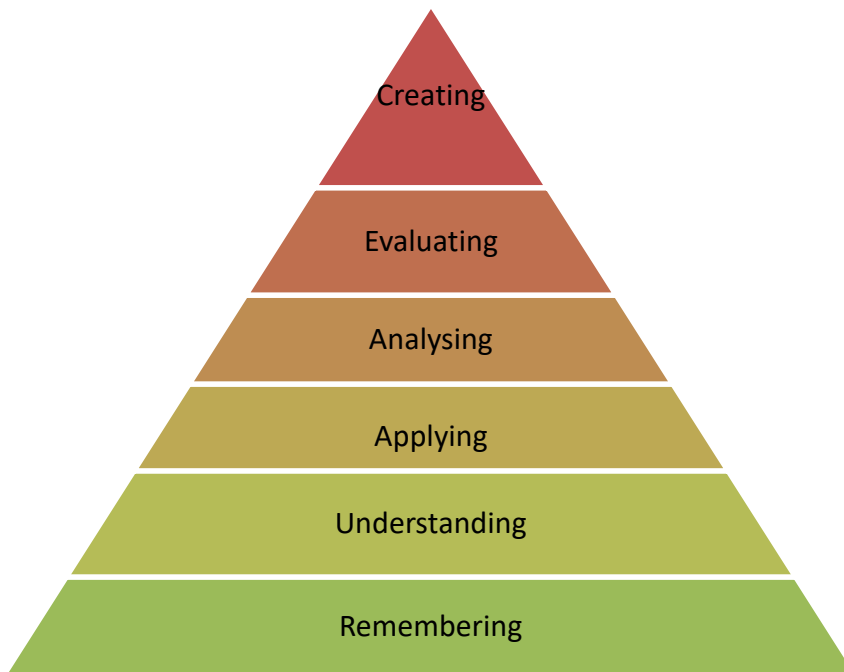 Creating
Evaluating
Analysing
Applying
Understanding
Remembering